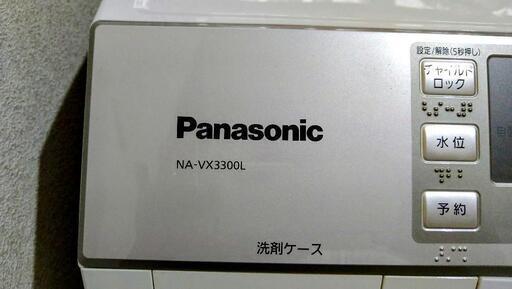 設定/解除(5秒押し)
チャイルド
ロック
Panasonic
水位
NA-VX3300L
予約
洗剤ケース